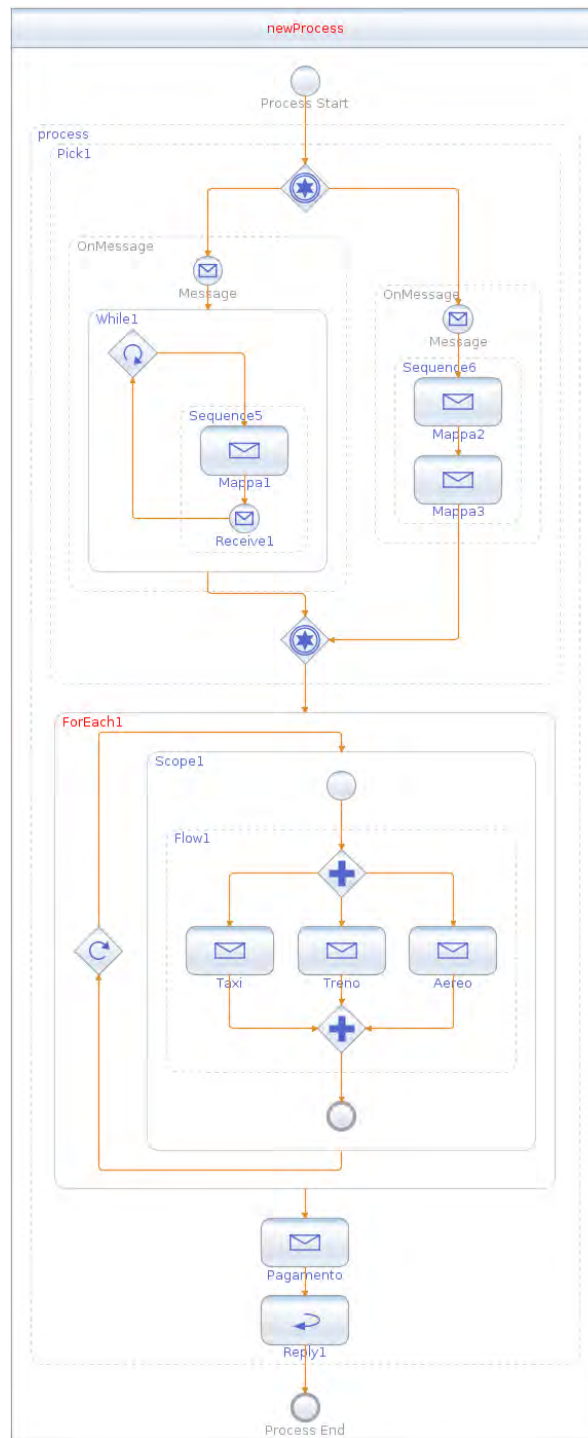 newProcess
Process Start
process
Pick1
OnMessage
Message
While1
Sequence5
Mappa1
Receive1
OnMessage
Message
Sequence6
Mappa2
Mappa3
ForEach1
Scope1
Flow1
Taxi
Treno
Aereo
Pagamento
Reply1
Process End